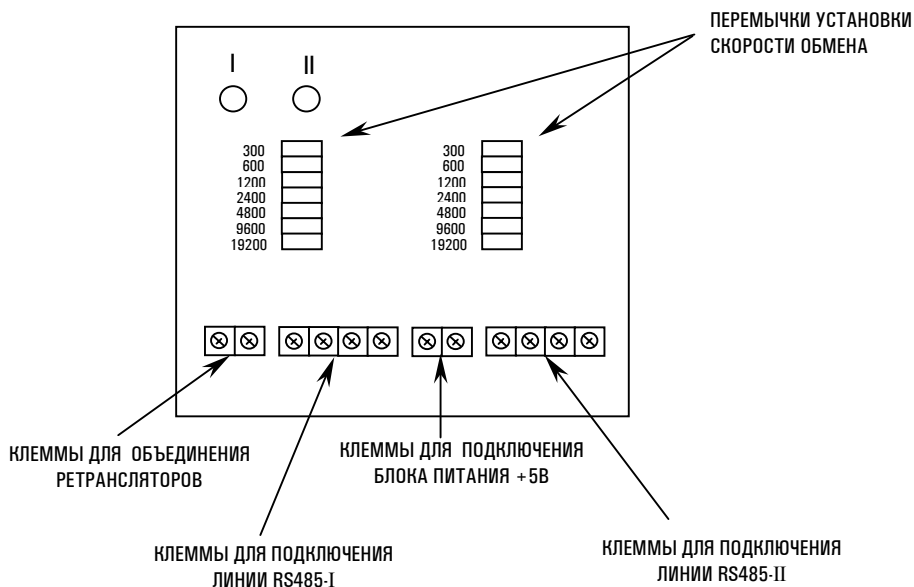 ПЕРЕМЫЧКИ УСТАНОВКИ
СКОРОСТИ ОБМЕНА
I II
300
600
1200
2400
4800
9600
19200
300
600
1200
2400
4800
9600
19200
КЛЕММЫ ДЛЯ ОБЪЕДИНЕНИЯ
РЕТРАНСЛЯТОРОВ
КЛЕММЫ ДЛЯ ПОДКЛЮЧЕНИЯ
БЛОКА ПИТАНИЯ +5В
КЛЕММЫ ДЛЯ ПОДКЛЮЧЕНИЯ
ЛИНИИ RS485-I
КЛЕММЫ ДЛЯ ПОДКЛЮЧЕНИЯ
ЛИНИИ RS485-II